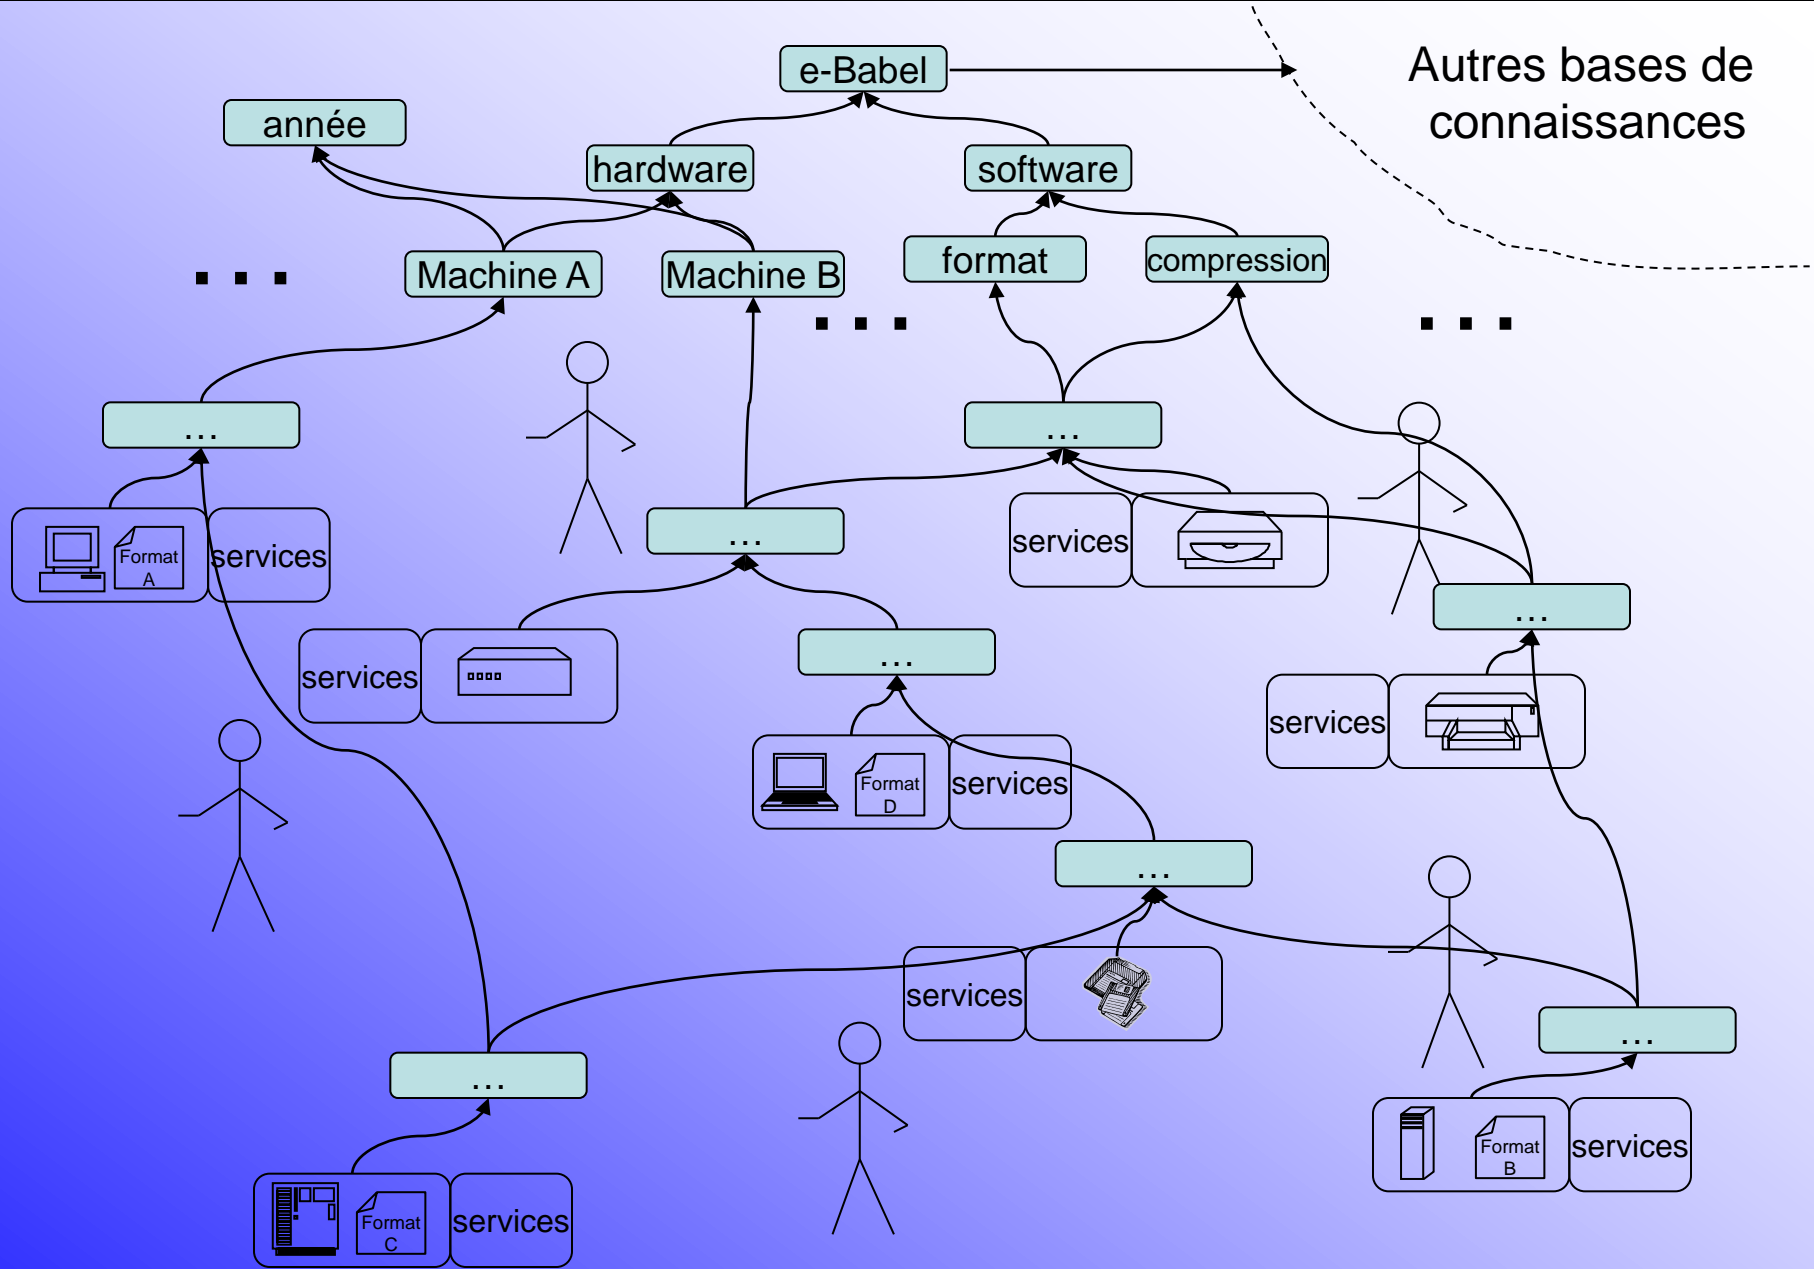 Autres bases de
connaissances
e-Babel
année
hardware
software
Machine A
Machine B
format
compression
...
...
...
...
...
...
Format
A
services
services
services
...
...
services
services
Format
D
services
...
services
...
...
Format
B
services
Format
C
services